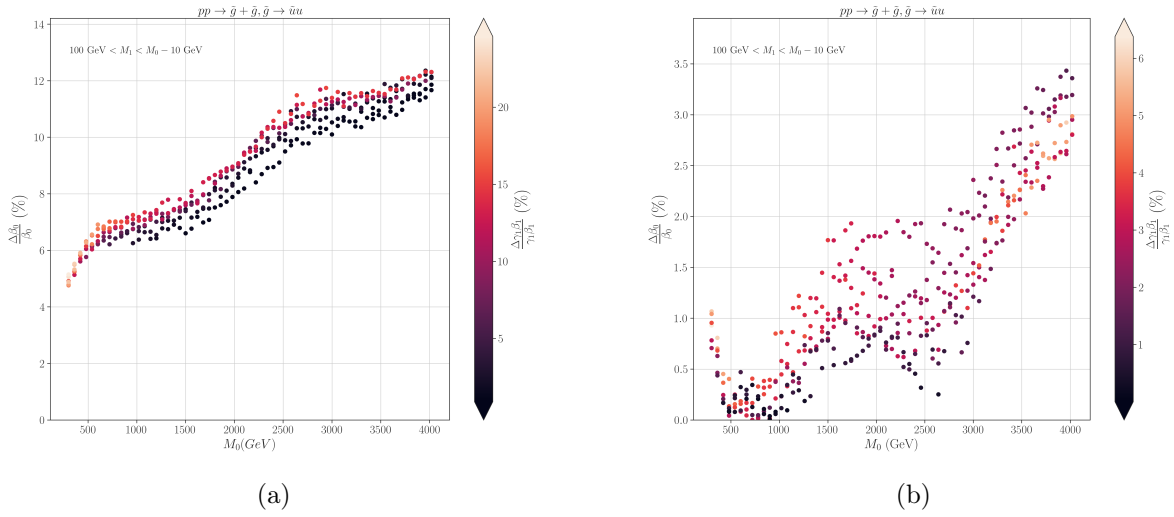 pp → g̃ + g̃, g̃ → ũu
100 GeV < M₁ < M₀ − 10 GeV
14
12
10
8
6
4
2
0
Δβ₀/β₀ (%)
500 1000 1500 2000 2500 3000 3500 4000
M₀(GeV)
20
15
10
5
Δγ₁β₁/γ₁β₁ (%)
(a)
pp → g̃ + g̃, g̃ → ũu
100 GeV < M₁ < M₀ − 10 GeV
3.5
3.0
2.5
2.0
1.5
1.0
0.5
0.0
Δβ₀/β₀ (%)
500 1000 1500 2000 2500 3000 3500 4000
M₀ (GeV)
6
5
4
3
2
1
Δγ₁β₁/γ₁β₁ (%)
(b)